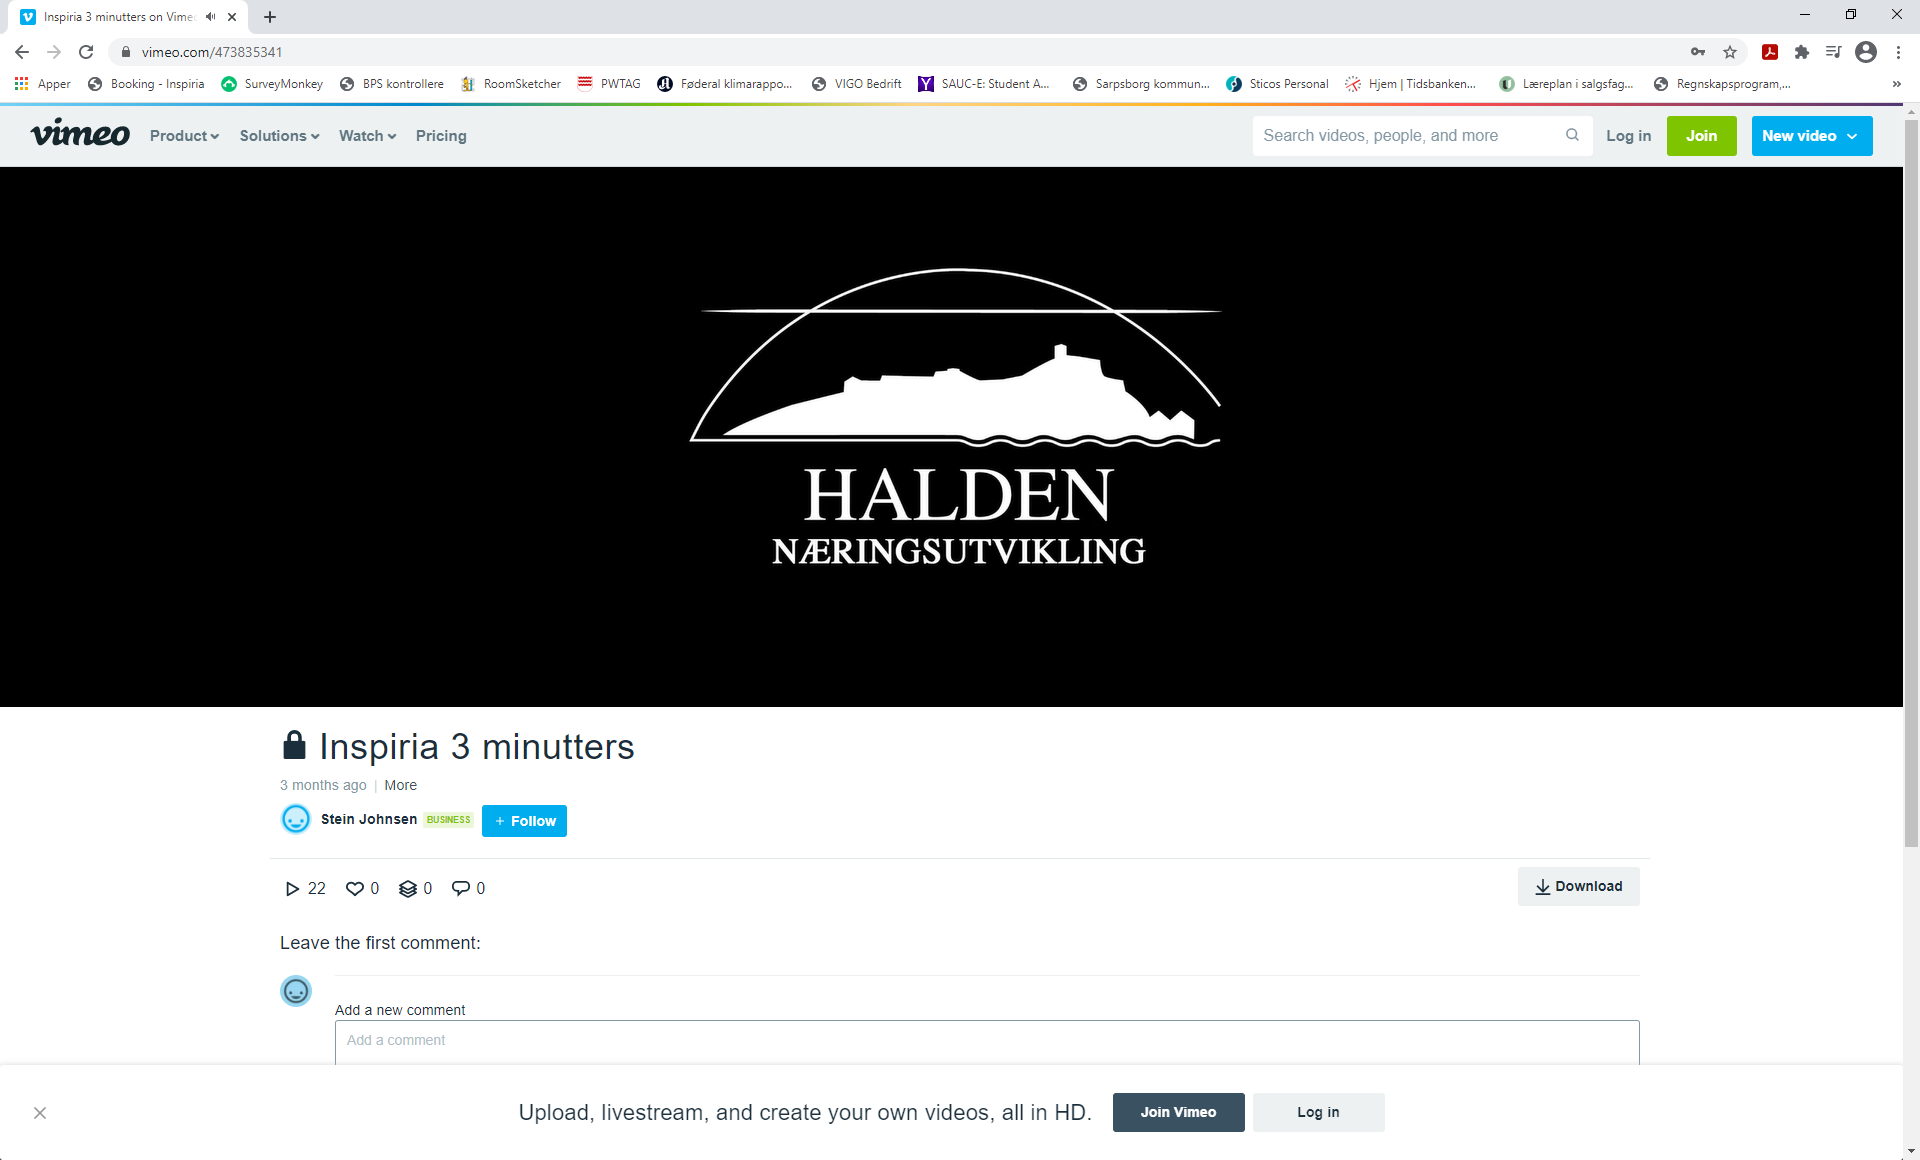 Inspiria 3 minutters on Vimeo
vimeo.com/473835341
Apper Booking - Inspiria SurveyMonkey BPS kontrollere RoomSketcher PWTAG Føderal klimarappo... VIGO Bedrift SAUC-E: Student A... Sarpsborg kommun... Sticos Personal Hjem | Tidsbanken... Læreplan i salgsfag... Regnskapsprogram,... »
vimeo Product Solutions Watch Pricing Search videos, people, and more Log in Join New video
HALDEN
NÆRINGSUTVIKLING
Inspiria 3 minutters
3 months ago | More
Stein Johnsen BUSINESS + Follow
22 0 0 0 Download
Leave the first comment:
Add a new comment
Add a comment
Upload, livestream, and create your own videos, all in HD. Join Vimeo Log in